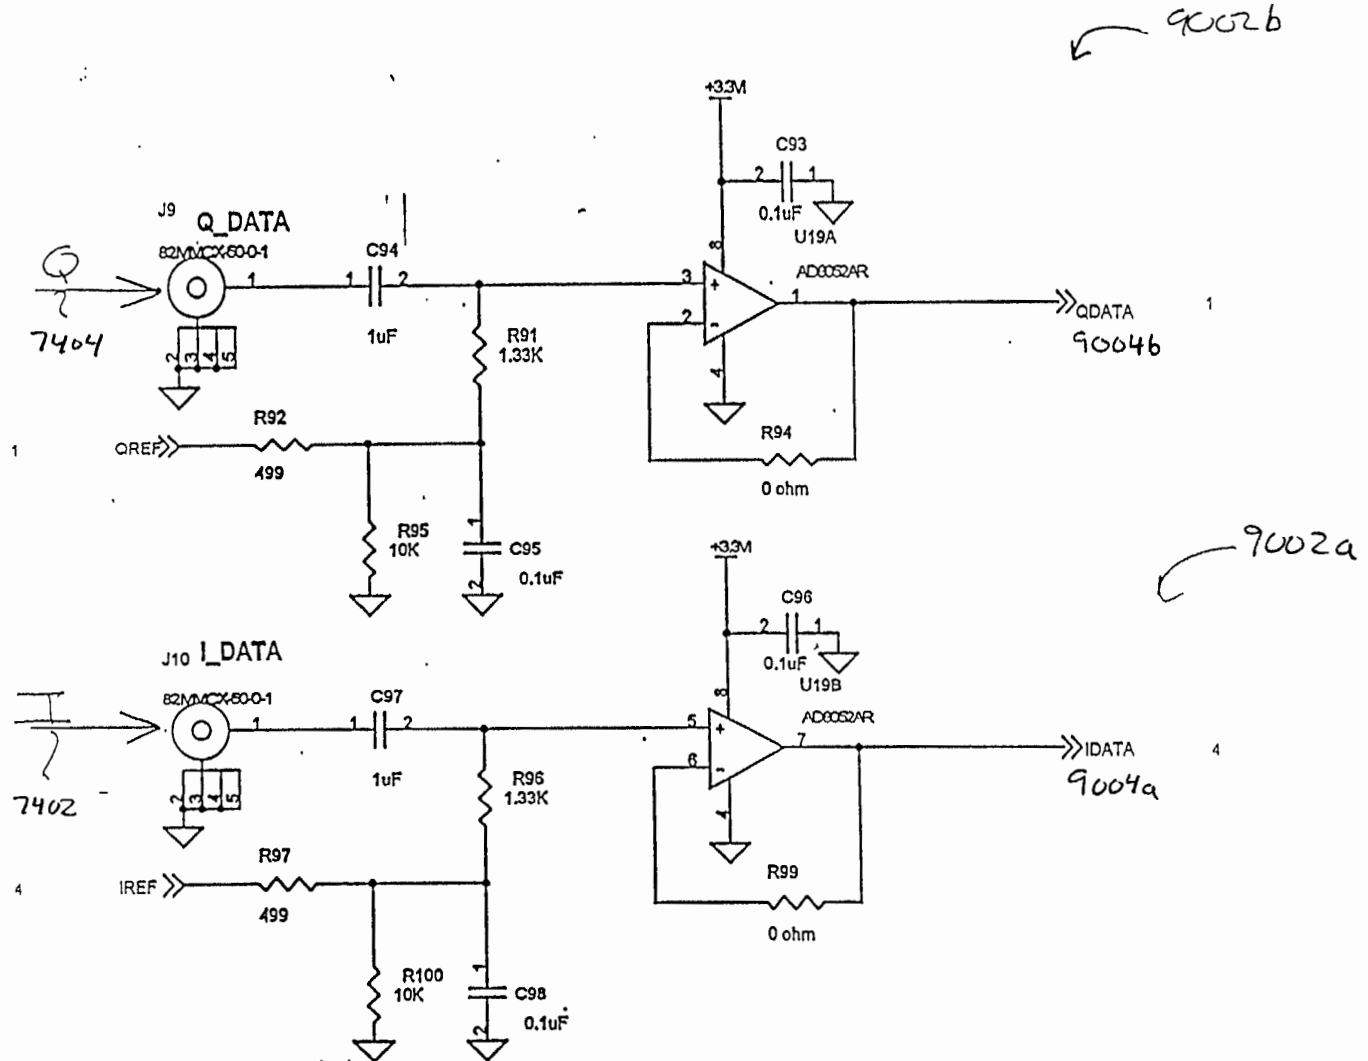 9002b
+3.3M
C93
2 1
0.1uF
U19A
J9 Q_DATA
82MMCX-50-0-1
Q
7404
1
2 3 4 5
C94
1 2
1uF
8
AD8052AR
3 +
2 -
1
4
QDATA
1
9004b
R91
1.33K
R92
1 QREF
499
R94
0 ohm
R95
10K
1
C95
2
0.1uF
9002a
+3.3M
C96
2 1
0.1uF
U19B
J10 I_DATA
82MMCX-50-0-1
I
7402
1
2 3 4 5
C97
1 2
1uF
8
AD8052AR
5 +
6 -
7
4
IDATA
4
9004a
R96
1.33K
R97
4 IREF
499
R99
0 ohm
R100
10K
1
C98
2
0.1uF